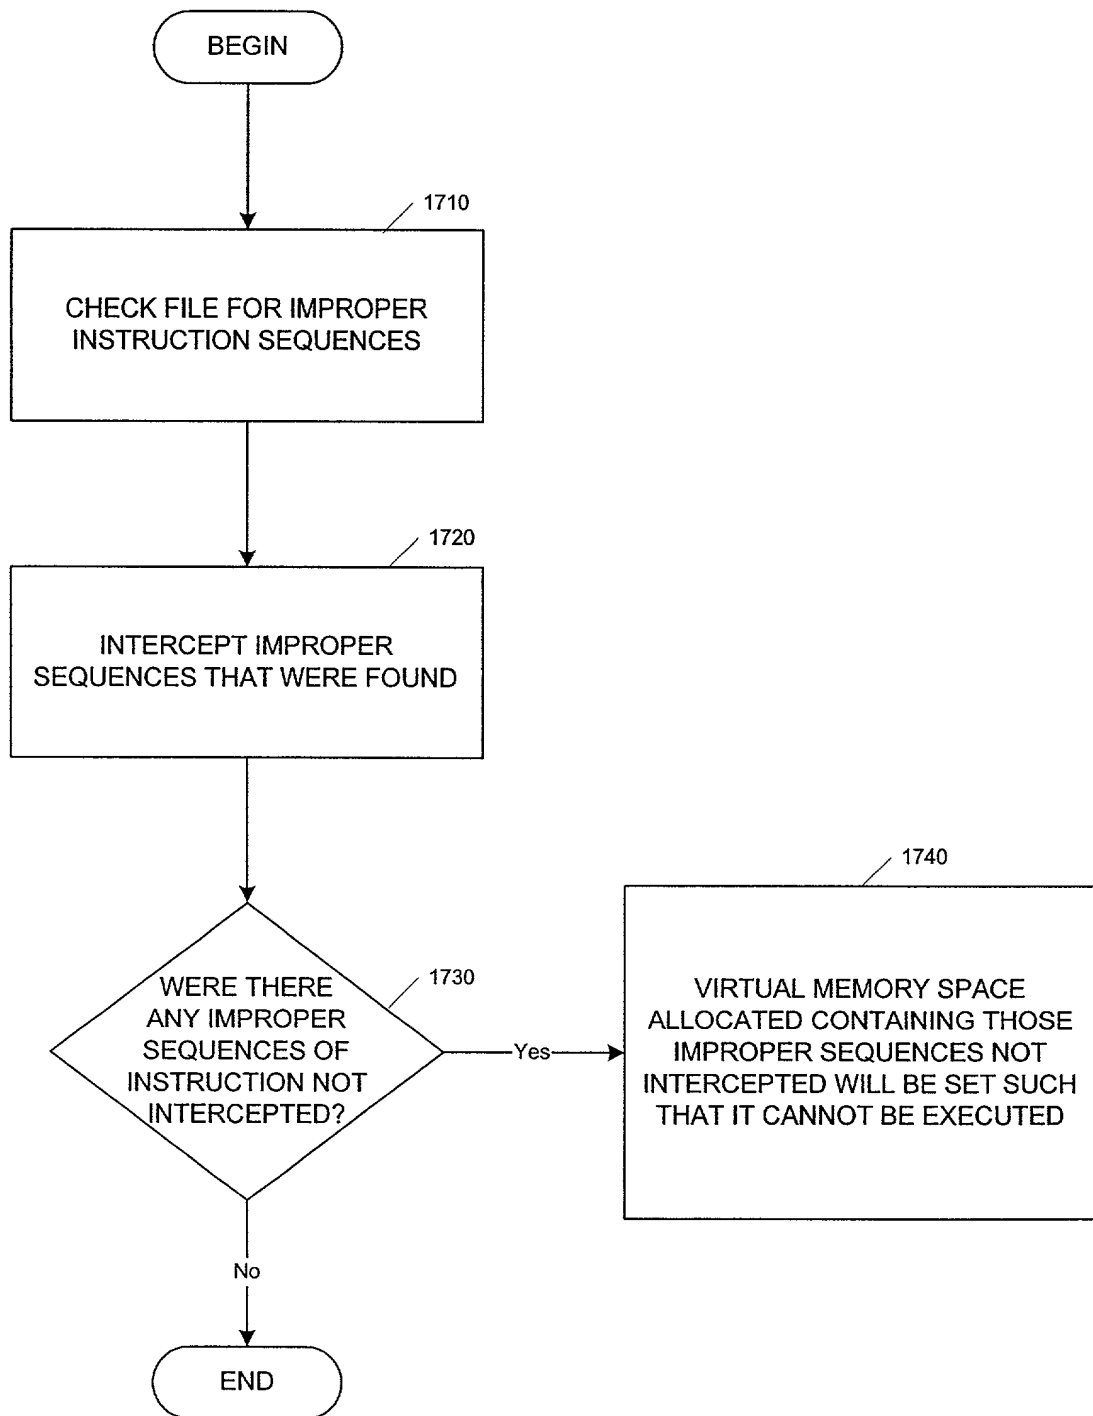 BEGIN
1710
CHECK FILE FOR IMPROPER
INSTRUCTION SEQUENCES
1720
INTERCEPT IMPROPER
SEQUENCES THAT WERE FOUND
1730
WERE THERE
ANY IMPROPER
SEQUENCES OF
INSTRUCTION NOT
INTERCEPTED?
Yes
1740
VIRTUAL MEMORY SPACE
ALLOCATED CONTAINING THOSE
IMPROPER SEQUENCES NOT
INTERCEPTED WILL BE SET SUCH
THAT IT CANNOT BE EXECUTED
No
END